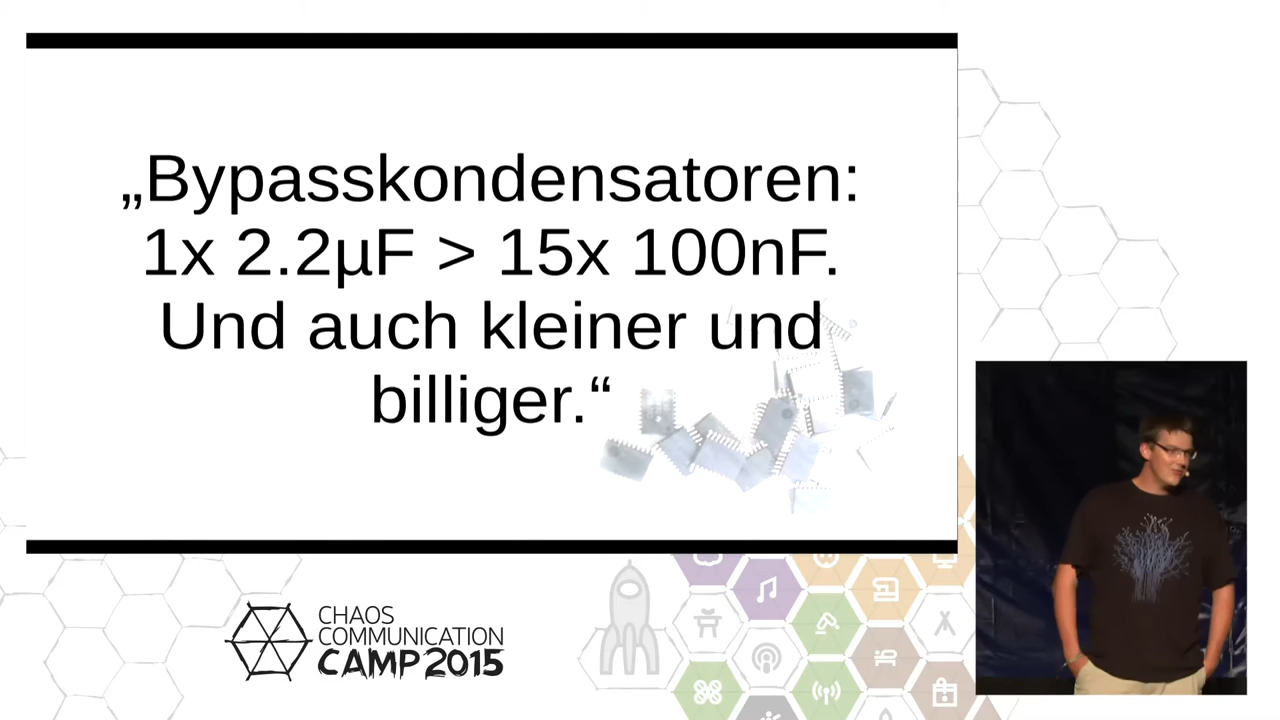 „Bypasskondensatoren:
1x 2.2µF > 15x 100nF.
Und auch kleiner und
billiger.“
CHAOS
COMMUNICATION
CAMP 2015